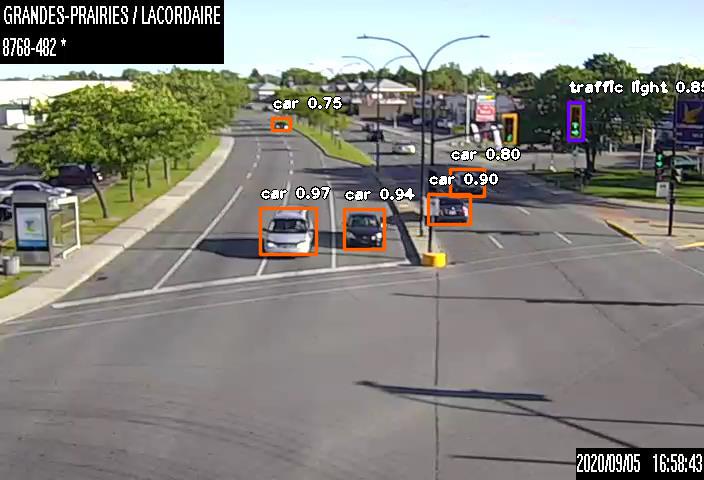 GRANDES-PRAIRIES / LACORDAIRE
8768-482 *
traffic light 0.85
car 0.75
car 0.80
car 0.90
car 0.97
car 0.94
2020/09/05 16:58:43